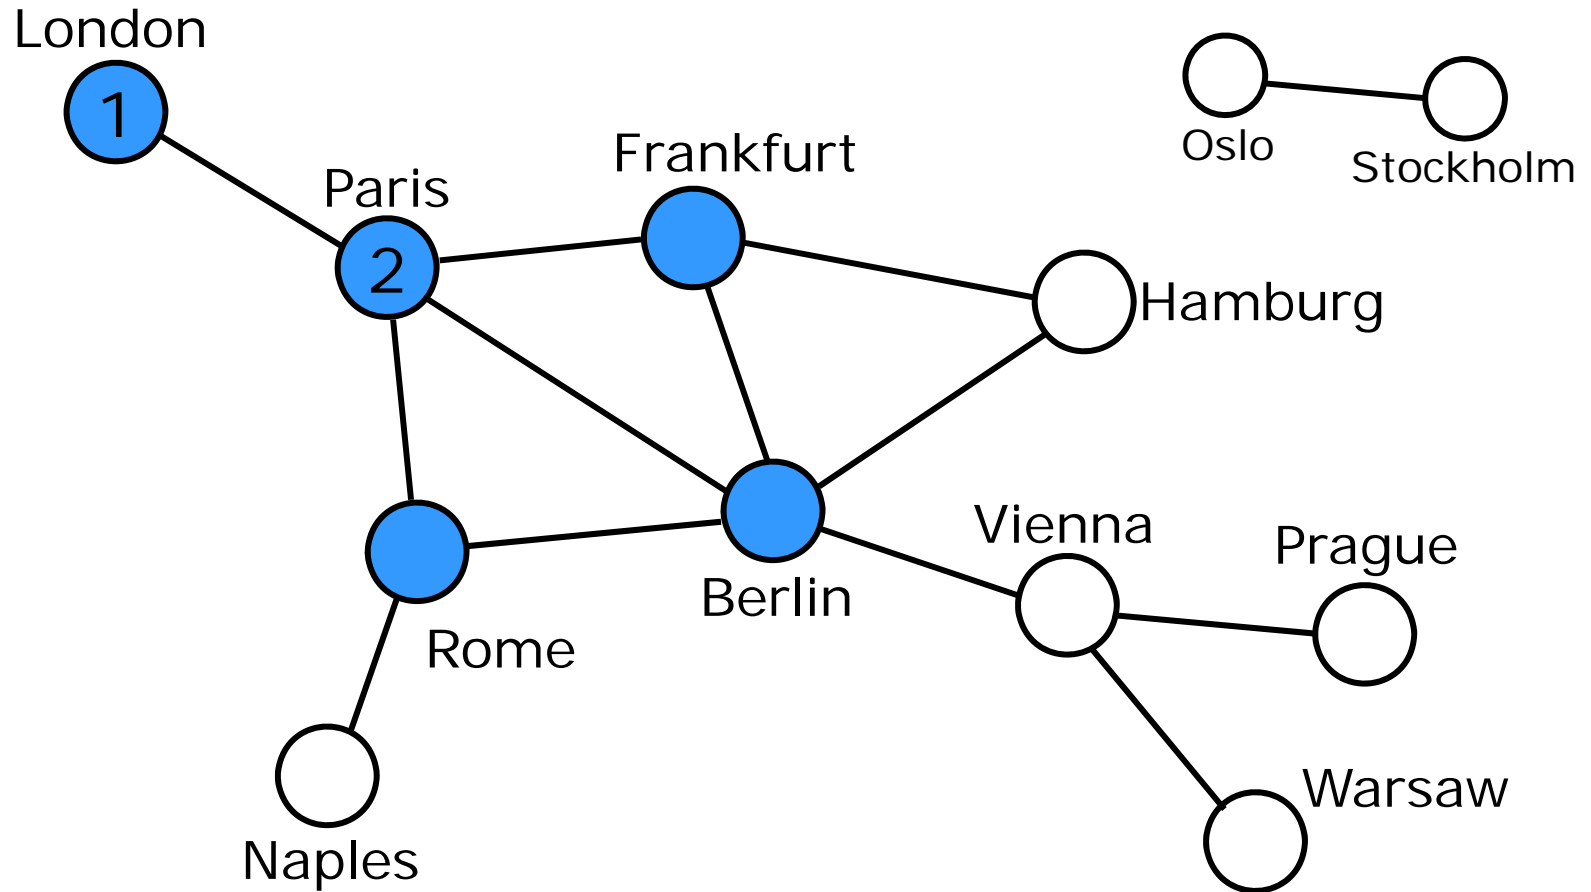 London
1
Oslo
Stockholm
Frankfurt
Paris
2
Hamburg
Vienna
Prague
Berlin
Rome
Warsaw
Naples